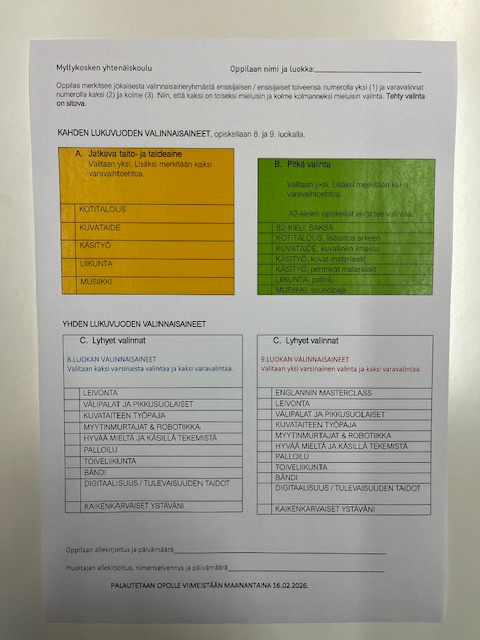 Myllykosken yhtenäiskoulu
Oppilaan nimi ja luokka:
Oppilas merkitsee jokaisesta valinnaisaineryhmästä ensisijaisen / ensisijaiset toiveensa numerolla yksi (1) ja varavalinnat
numerolla kaksi (2) ja kolme (3). Niin, että kaksi on toiseksi mieluisin ja kolme kolmanneksi mieluisin valinta. Tehty valinta
on sitova.
KAHDEN LUKUVUODEN VALINNAISAINEET, opiskellaan 8. ja 9. luokalla.
A. Jatkava taito- ja taideaine
Valitaan yksi. Lisäksi merkitään kaksi
varavaihtoehtoa.
KOTITALOUS
KUVATAIDE
KÄSITYÖ
LIIKUNTA
MUSIIKKI
B. Pitkä valinta
Valitaan yksi. Lisäksi merkitään kaksi
varavaihtoehtoa.
A2-kielen opiskelijat eivät tee valintaa.
B2-KIELI, SAKSA
KOTITALOUS, lisätaitoa arkeen
KUVATAIDE, kuvallinen ilmaisu
KÄSITYÖ, kovat materiaalit
KÄSITYÖ, pehmeät materiaalit
LIIKUNTA, palloilu
MUSIIKKI, soundipaja
YHDEN LUKUVUODEN VALINNAISAINEET
C. Lyhyet valinnat
8.LUOKAN VALINNAISAINEET
Valitaan kaksi varsinaista valintaa ja kaksi varavalintaa.
LEIVONTA
VÄLIPALAT JA PIKKUSUOLAISET
KUVATAITEEN TYÖPAJA
MYYTINMURTAJAT & ROBOTIIKKA
HYVÄÄ MIELTÄ JA KÄSILLÄ TEKEMISTÄ
PALLOILU
TOIVELIIKUNTA
BÄNDI
DIGITAALISUUS / TULEVAISUUDEN TAIDOT
KAIKENKARVAISET YSTÄVÄNI
C. Lyhyet valinnat
9.LUOKAN VALINNAISAINEET
Valitaan yksi varsinainen valinta ja kaksi varavalintaa.
ENGLANNIN MASTERCLASS
LEIVONTA
VÄLIPALAT JA PIKKUSUOLAISET
KUVATAITEEN TYÖPAJA
MYYTINMURTAJAT & ROBOTIIKKA
HYVÄÄ MIELTÄ JA KÄSILLÄ TEKEMISTÄ
PALLOILU
TOIVELIIKUNTA
BÄNDI
DIGITAALISUUS / TULEVAISUUDEN TAIDOT
KAIKENKARVAISET YSTÄVÄNI
Oppilaan allekirjoitus ja päivämäärä
Huoltajan allekirjoitus, nimenselvennys ja päivämäärä
PALAUTETAAN OPOLLE VIIMEISTÄÄN MAANANTAINA 16.02.2026.